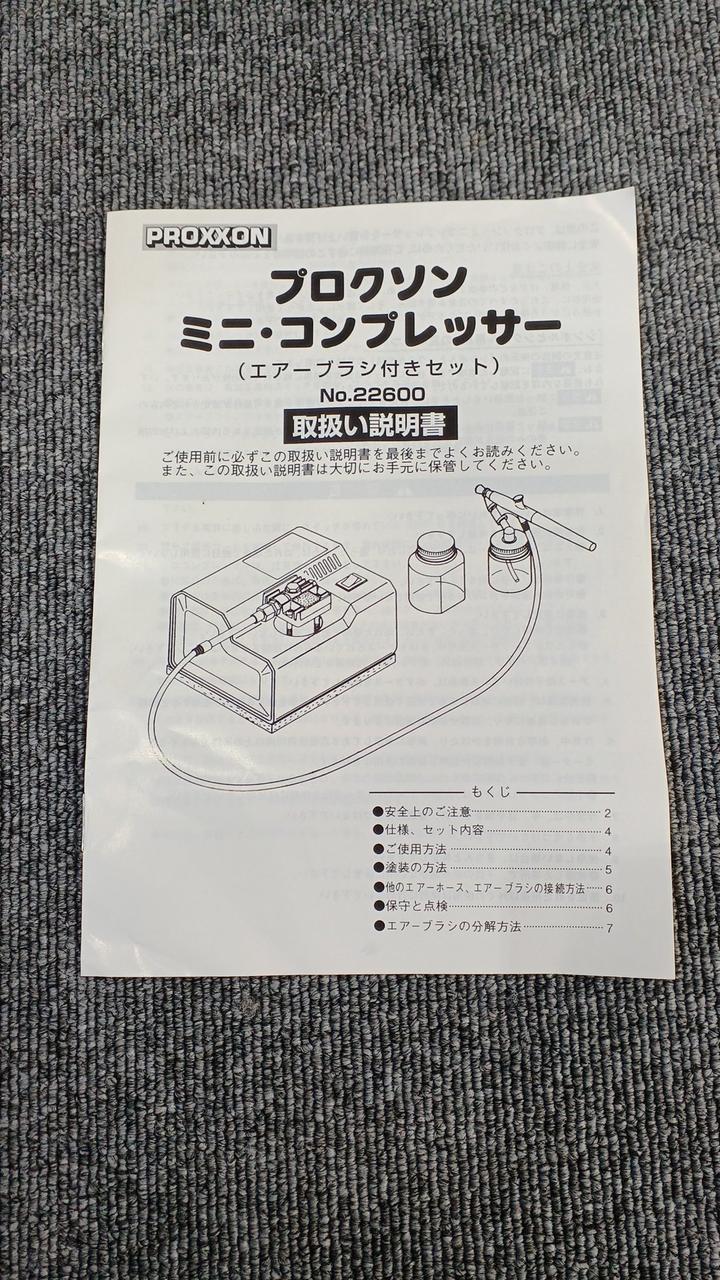 PROXXON
プロクソン
ミニ・コンプレッサー
（エアーブラシ付きセット）
No.22600
取扱い説明書
ご使用前に必ずこの取扱い説明書を最後までよくお読みください。
また、この取扱い説明書は大切にお手元に保管してください。
もくじ
●安全上のご注意 2
●仕様、セット内容 4
●ご使用方法 4
●塗装の方法 5
●他のエアーホース、エアーブラシの接続方法 6
●保守と点検 6
●エアーブラシの分解方法 7